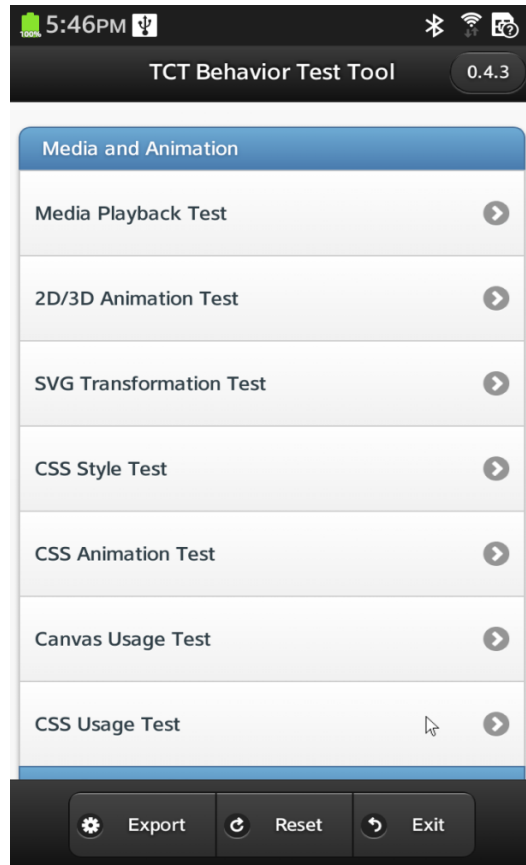 100%
5:46PM
TCT Behavior Test Tool
0.4.3
Media and Animation
Media Playback Test
2D/3D Animation Test
SVG Transformation Test
CSS Style Test
CSS Animation Test
Canvas Usage Test
CSS Usage Test
Export Reset Exit